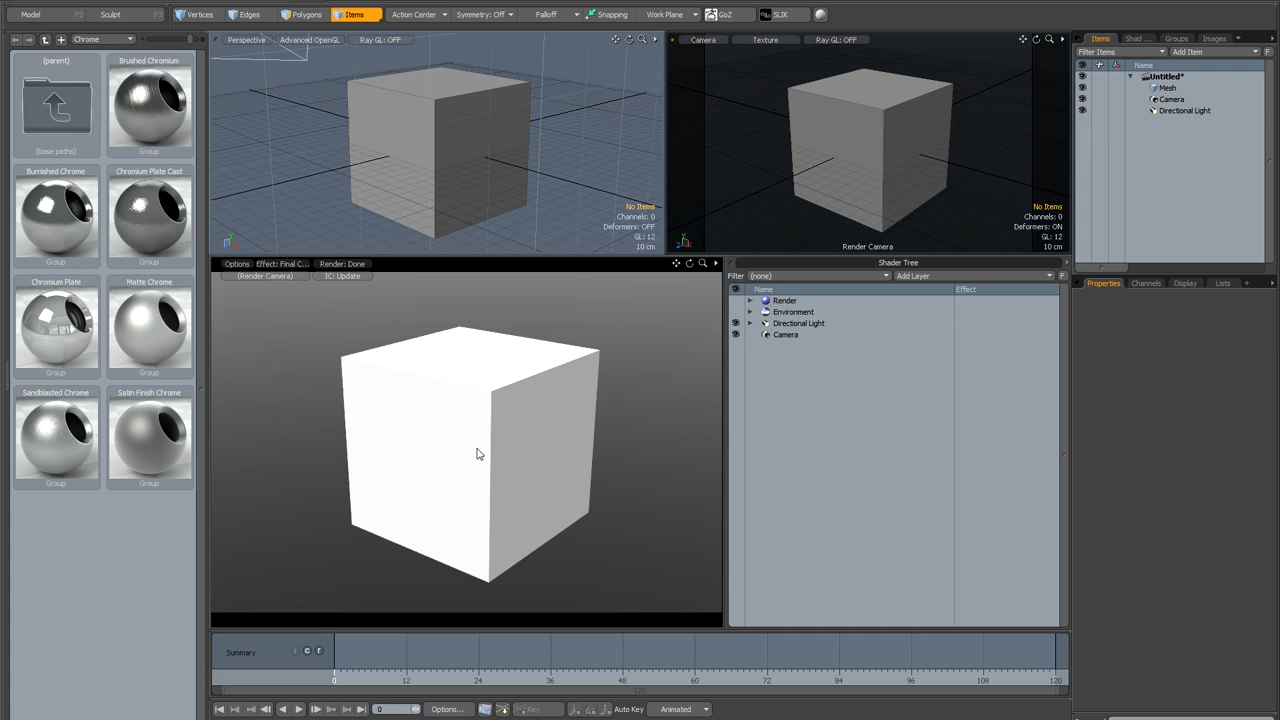 Model F2 Sculpt F3 Vertices Edges Polygons Items Action Center Symmetry: Off Falloff Snapping Work Plane GoZ SLIK
Chrome
(parent)
(base paths)
Brushed Chromium
Group
Burnished Chrome
Group
Chromium Plate Cast
Group
Chromium Plate
Group
Matte Chrome
Group
Sandblasted Chrome
Group
Satin Finish Chrome
Group
Perspective Advanced OpenGL Ray GL: OFF
No Items
Channels: 0
Deformers: OFF
GL: 12
10 cm
Camera Texture Ray GL: OFF
No Items
Channels: 0
Deformers: ON
GL: 12
10 cm
Render Camera
Options Effect: Final C... Render: Done
(Render Camera) IC: Update
Shader Tree
Filter (none) Add Layer F
Name Effect
Render
Environment
Directional Light
Camera
Items Shad ... Groups Images
Filter Items Add Item F
Name
Untitled*
Mesh
Camera
Directional Light
Properties Channels Display Lists +
Summary
0 12 24 36 48 60 72 84 96 108 120
0
120
0 Options... Key Auto Key Animated